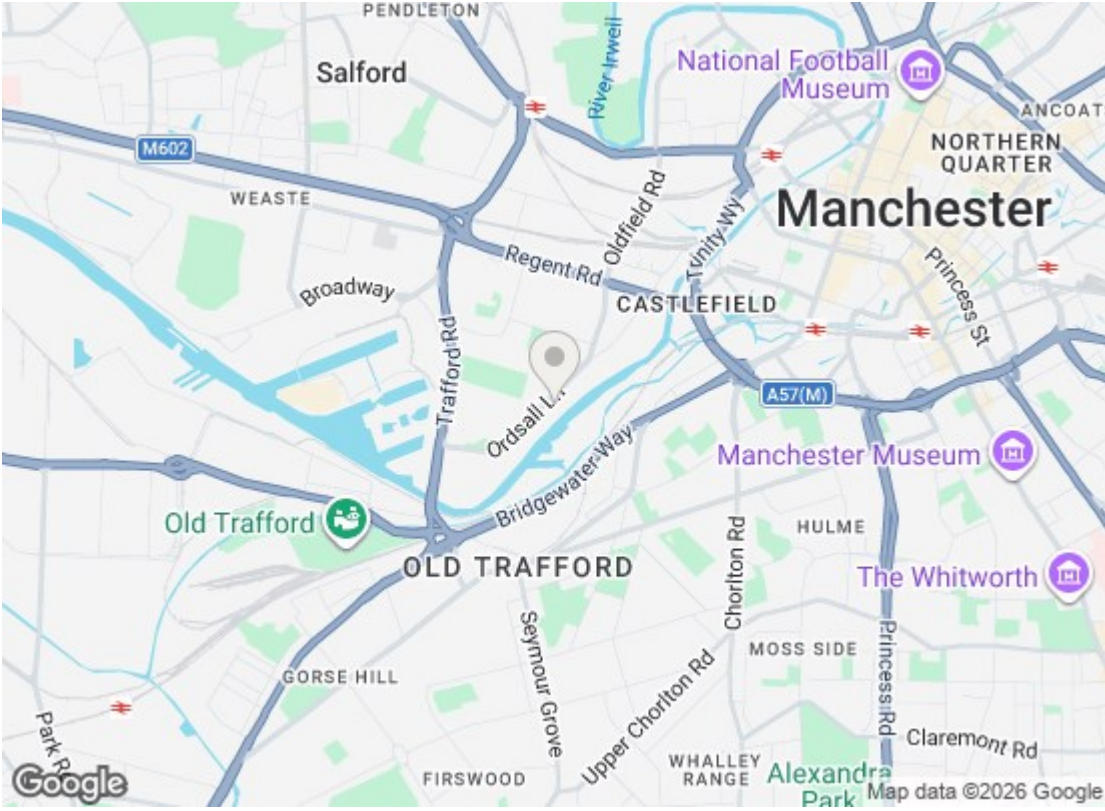 PENDLETON
Salford
River Irwell
National Football
Museum
ANCOAT
NORTHERN
QUARTER
M602
WEASTE
Oldfield Rd
Manchester
Trinity Wy
Regent Rd
Princess St
Broadway
CASTLEFIELD
Trafford Rd
A57(M)
Ordsall Ln
Bridgewater Way
Manchester Museum
Old Trafford
HULME
OLD TRAFFORD
Chorlton Rd
The Whitworth
Seymour Grove
MOSS SIDE
Princess Rd
GORSE HILL
Upper Chorlton Rd
Park Rd
Claremont Rd
WHALLEY
RANGE
FIRSWOOD
Alexandra
Park
Google
Map data ©2026 Google